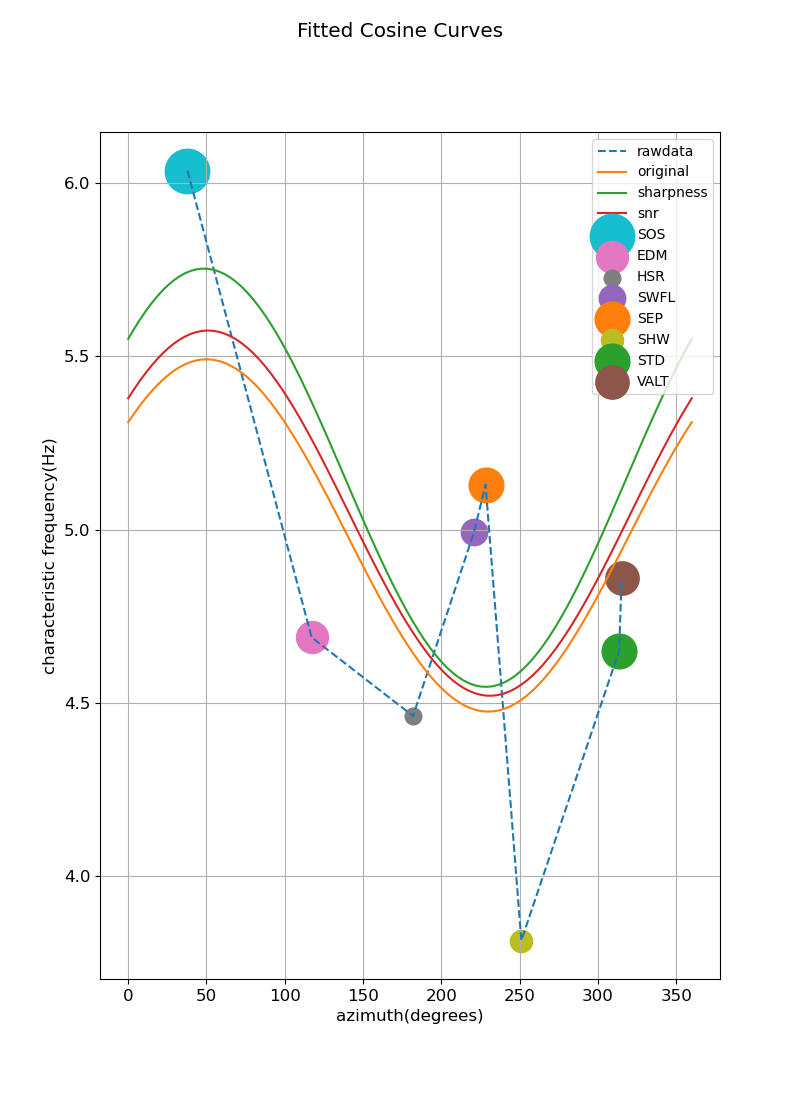 Fitted Cosine Curves
rawdata
original
sharpness
snr
SOS
EDM
HSR
SWFL
SEP
SHW
STD
VALT
6.0
5.5
5.0
4.5
4.0
characteristic frequency(Hz)
0 50 100 150 200 250 300 350
azimuth(degrees)